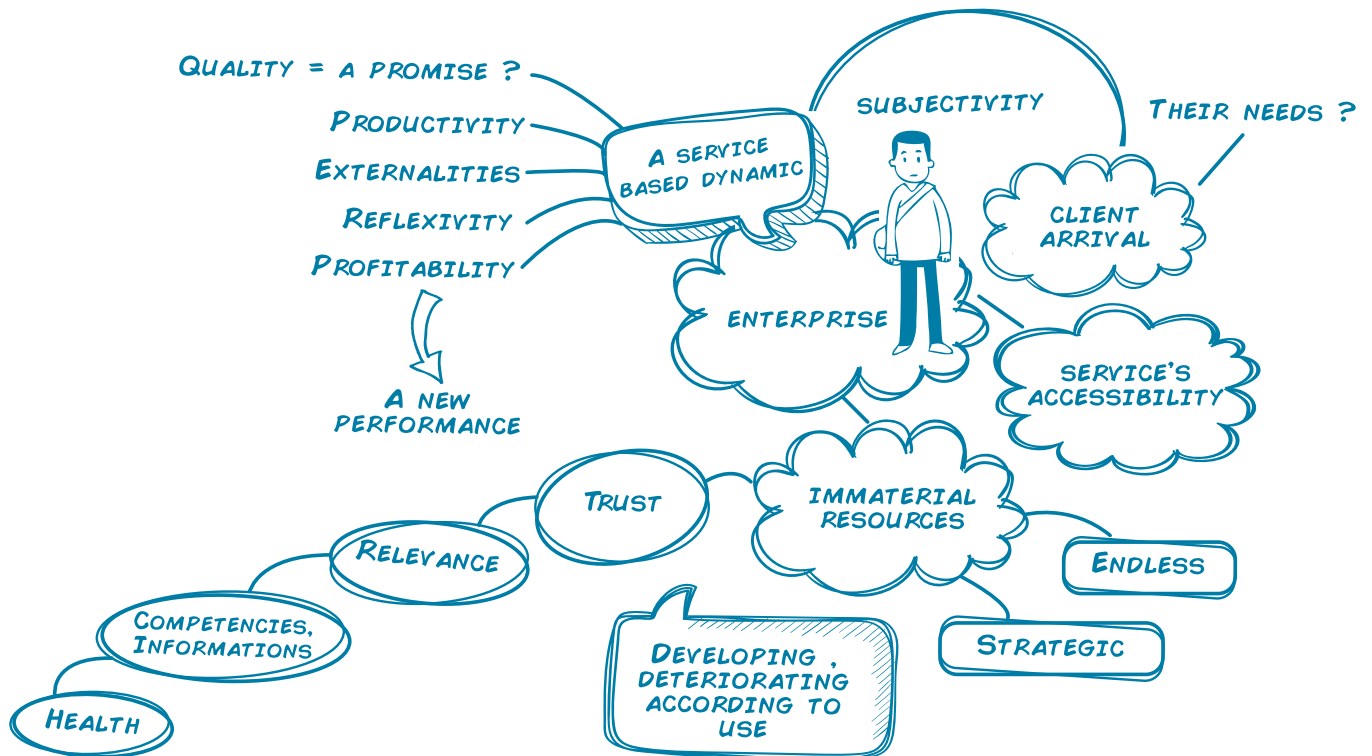 QUALITY = A PROMISE ?
PRODUCTIVITY
EXTERNALITIES
REFLEXIVITY
PROFITABILITY
A NEW
PERFORMANCE
A SERVICE
BASED DYNAMIC
SUBJECTIVITY
THEIR NEEDS ?
CLIENT
ARRIVAL
ENTERPRISE
SERVICE'S
ACCESSIBILITY
IMMATERIAL
RESOURCES
TRUST
RELEVANCE
COMPETENCIES,
INFORMATIONS
HEALTH
ENDLESS
STRATEGIC
DEVELOPING ,
DETERIORATING
ACCORDING TO
USE